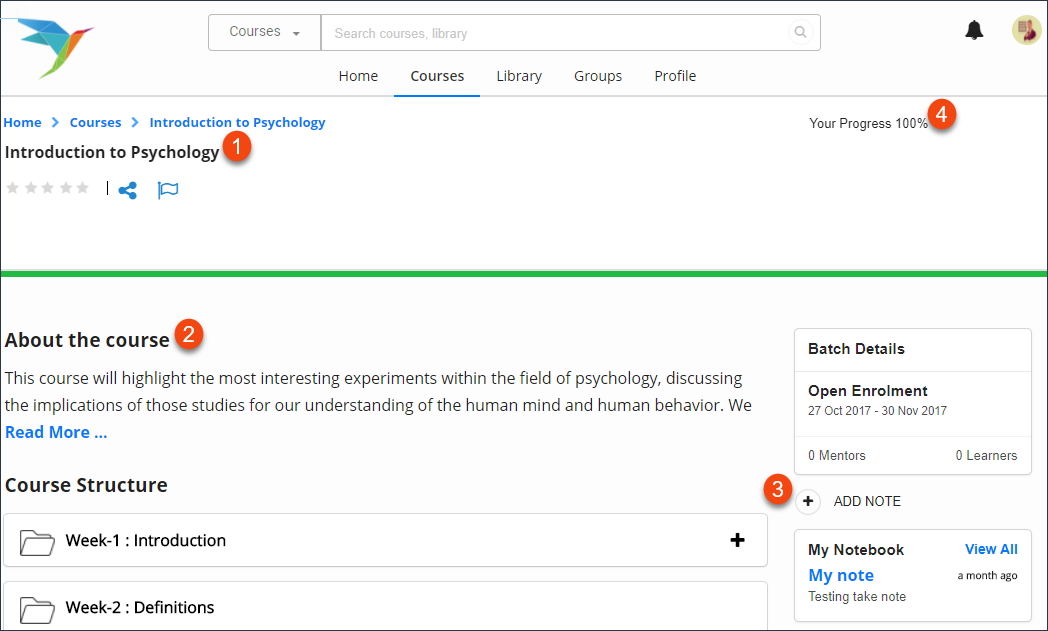 Courses
Search courses, library
Home Courses Library Groups Profile
Home Courses Introduction to Psychology
Your Progress 100% 4
Introduction to Psychology 1
About the course 2
This course will highlight the most interesting experiments within the field of psychology, discussing
the implications of those studies for our understanding of the human mind and human behavior. We
Read More ...
Course Structure
Week-1 : Introduction
Week-2 : Definitions
Batch Details
Open Enrolment
27 Oct 2017 - 30 Nov 2017
0 Mentors 0 Learners
3 ADD NOTE
My Notebook View All
My note a month ago
Testing take note